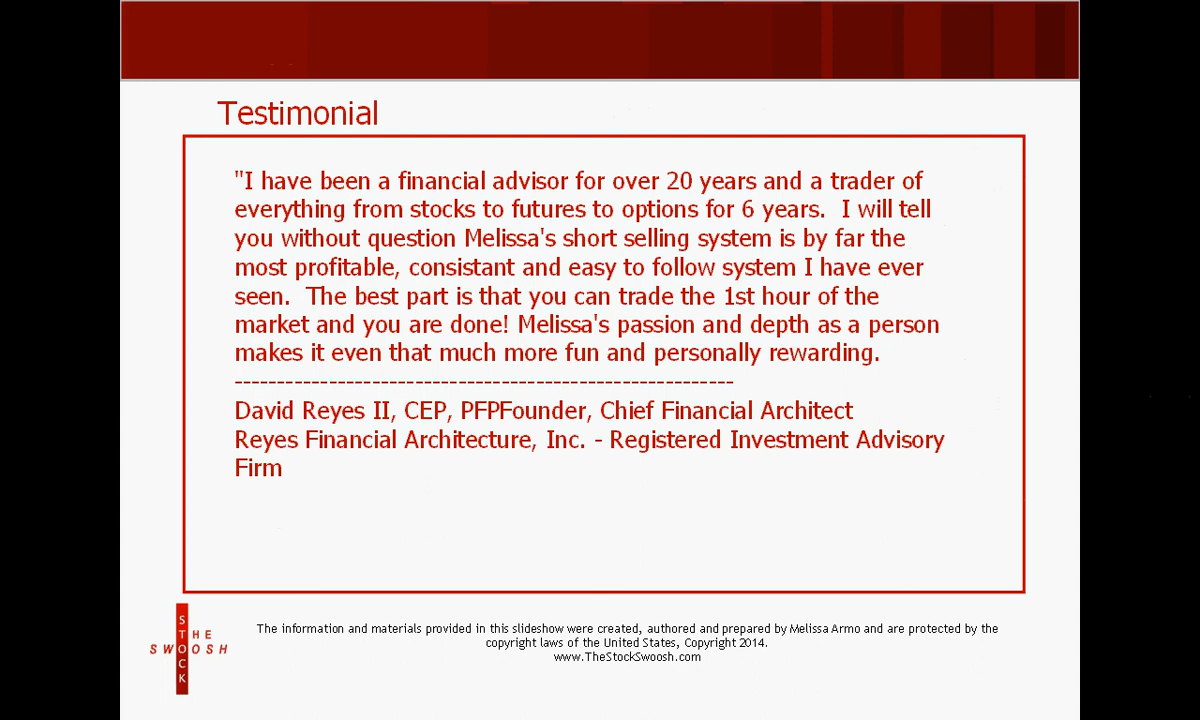 Testimonial
"I have been a financial advisor for over 20 years and a trader of
everything from stocks to futures to options for 6 years.  I will tell
you without question Melissa's short selling system is by far the
most profitable, consistant and easy to follow system I have ever
seen.  The best part is that you can trade the 1st hour of the
market and you are done! Melissa's passion and depth as a person
makes it even that much more fun and personally rewarding.
-----------------------------------------------------------
David Reyes II, CEP, PFPFounder, Chief Financial Architect
Reyes Financial Architecture, Inc. - Registered Investment Advisory
Firm
THE
STOCK
SWOOSH
The information and materials provided in this slideshow were created, authored and prepared by Melissa Armo and are protected by the
copyright laws of the United States, Copyright 2014.
www.TheStockSwoosh.com